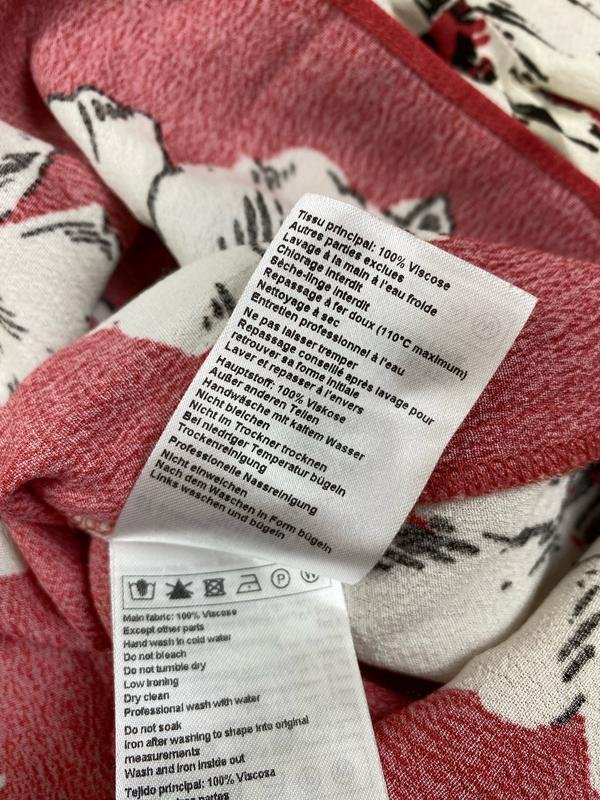 Tissu principal: 100% Viscose
Autres parties exclues
Lavage à la main à l'eau froide
Chlorage interdit
Sèche-linge interdit
Repassage à fer doux (110°C maximum)
Nettoyage à sec
Entretien professionnel à l'eau
Ne pas laisser tremper
Repassage conseillé après lavage pour
retrouver sa forme initiale
Laver et repasser à l'envers
Hauptstoff: 100% Viskose
Außer anderen Teilen
Handwäsche mit kaltem Wasser
Nicht bleichen
Nicht im Trockner trocknen
Bei niedriger Temperatur bügeln
Trockenreinigung
Professionelle Nassreinigung
Nicht einweichen
Nach dem Waschen in Form bügeln
Links waschen und bügeln
P W
Main fabric: 100% Viscose
Except other parts
Hand wash in cold water
Do not bleach
Do not tumble dry
Low ironing
Dry clean
Professional wash with water
Do not soak
Iron after washing to shape into original
measurements
Wash and iron inside out
Tejido principal: 100% Viscosa
partes